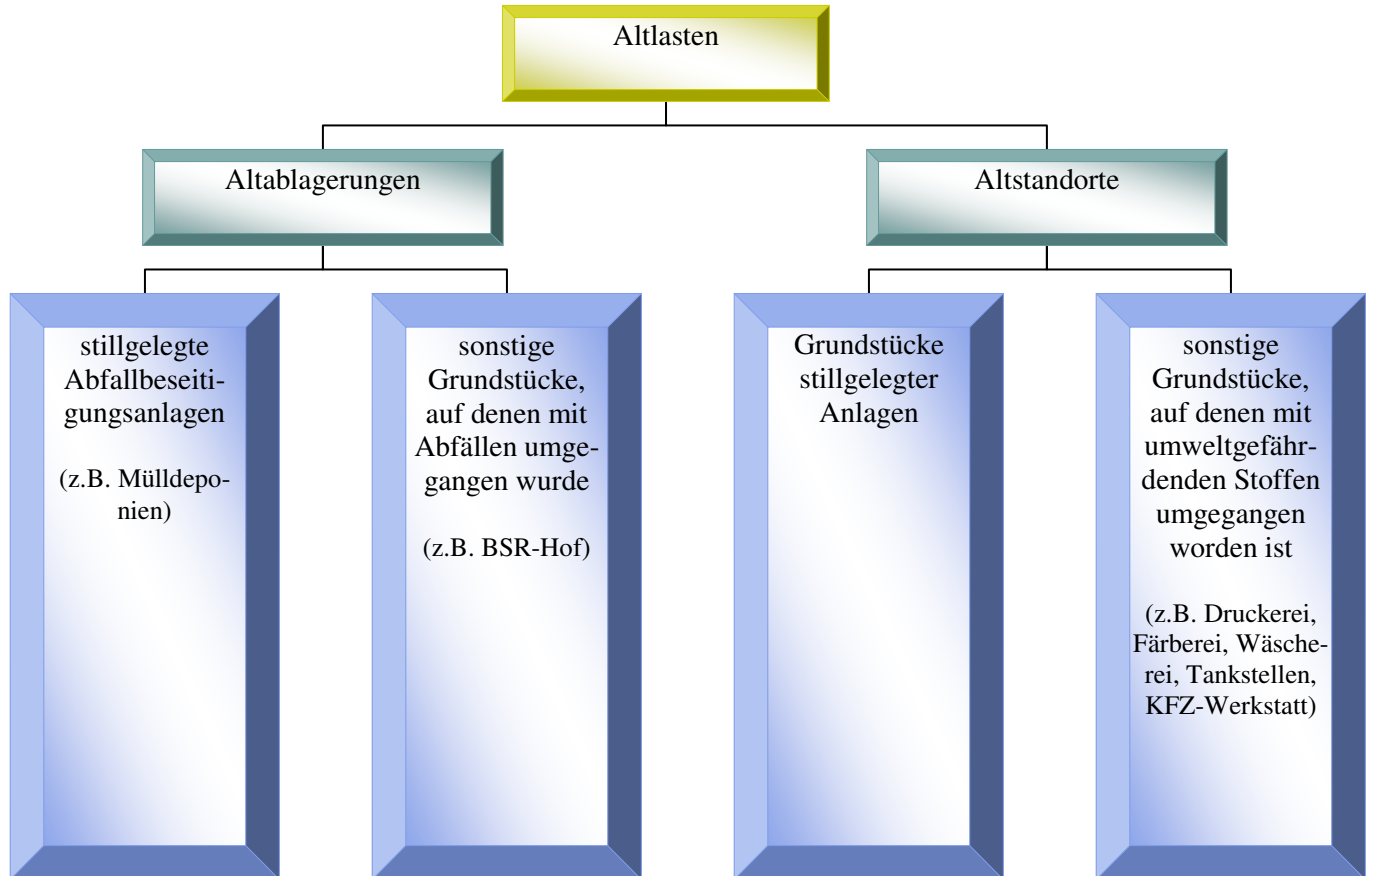 Altlasten
Altablagerungen
Altstandorte
stillgelegte
Abfallbeseiti-
gungsanlagen
(z.B. Mülldepo-
nien)
sonstige
Grundstücke,
auf denen mit
Abfällen umge-
gangen wurde
(z.B. BSR-Hof)
Grundstücke
stillgelegter
Anlagen
sonstige
Grundstücke,
auf denen mit
umweltgefähr-
denden Stoffen
umgegangen
worden ist
(z.B. Druckerei,
Färberei, Wäsche-
rei, Tankstellen,
KFZ-Werkstatt)